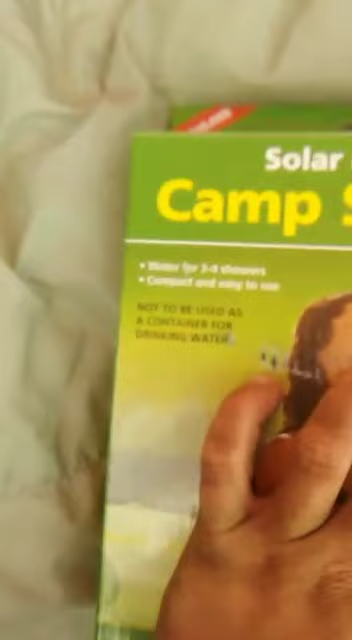 Solar
Camp S
• Water for 3-4 showers
• Compact and easy to use
NOT TO BE USED AS
A CONTAINER FOR
DRINKING WATER